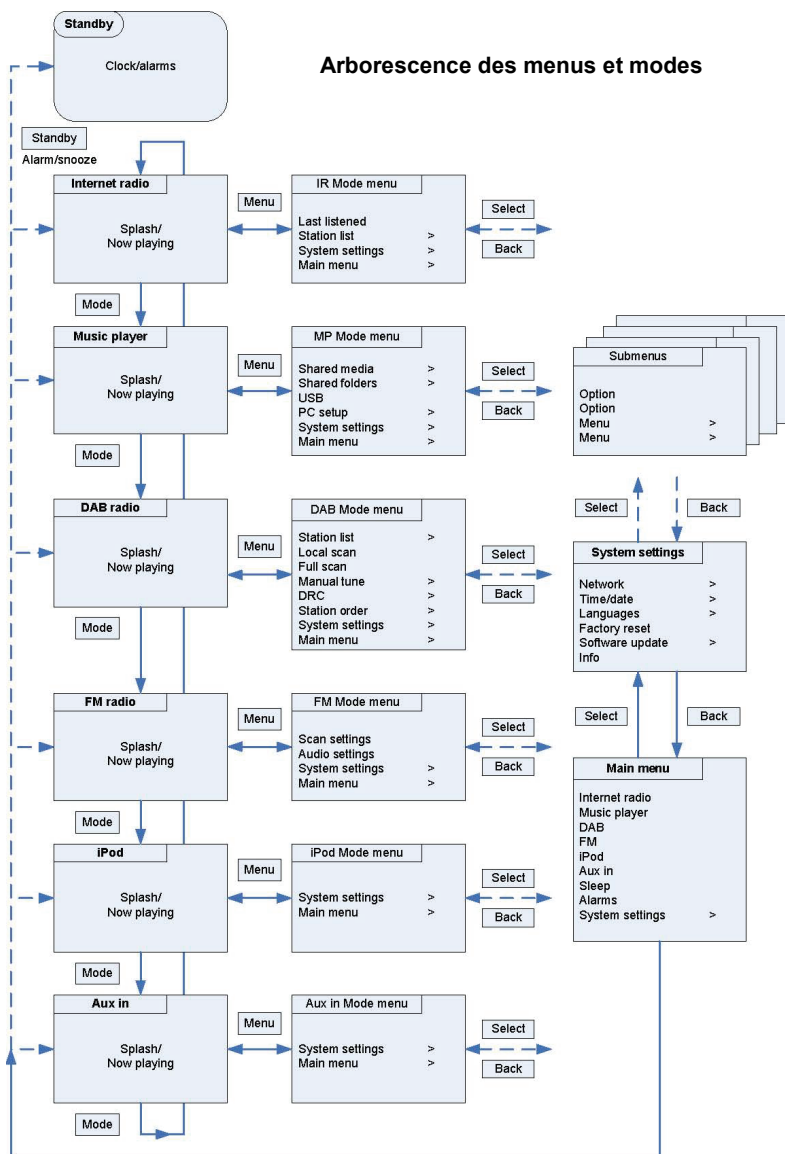 Standby
Clock/alarms
Arborescence des menus et modes
Standby
Alarm/snooze
Internet radio
Splash/
Now playing
Menu
IR Mode menu
Last listened
Station list >
System settings >
Main menu >
Select
Back
Mode
Music player
Splash/
Now playing
Menu
MP Mode menu
Shared media >
Shared folders >
USB
PC setup >
System settings >
Main menu >
Select
Back
Submenus
Option
Option
Menu >
Menu >
Mode
DAB radio
Splash/
Now playing
Menu
DAB Mode menu
Station list >
Local scan
Full scan
Manual tune >
DRC >
Station order >
System settings >
Main menu >
Select
Back
Select
Back
System settings
Network >
Time/date >
Languages >
Factory reset
Software update >
Info
Mode
FM radio
Splash/
Now playing
Menu
FM Mode menu
Scan settings
Audio settings
System settings >
Main menu >
Select
Back
Select
Back
Main menu
Internet radio
Music player
DAB
FM
iPod
Aux in
Sleep
Alarms
System settings >
Mode
iPod
Splash/
Now playing
Menu
iPod Mode menu
System settings >
Main menu >
Select
Back
Mode
Aux in
Splash/
Now playing
Menu
Aux in Mode menu
System settings >
Main menu >
Select
Back
Mode